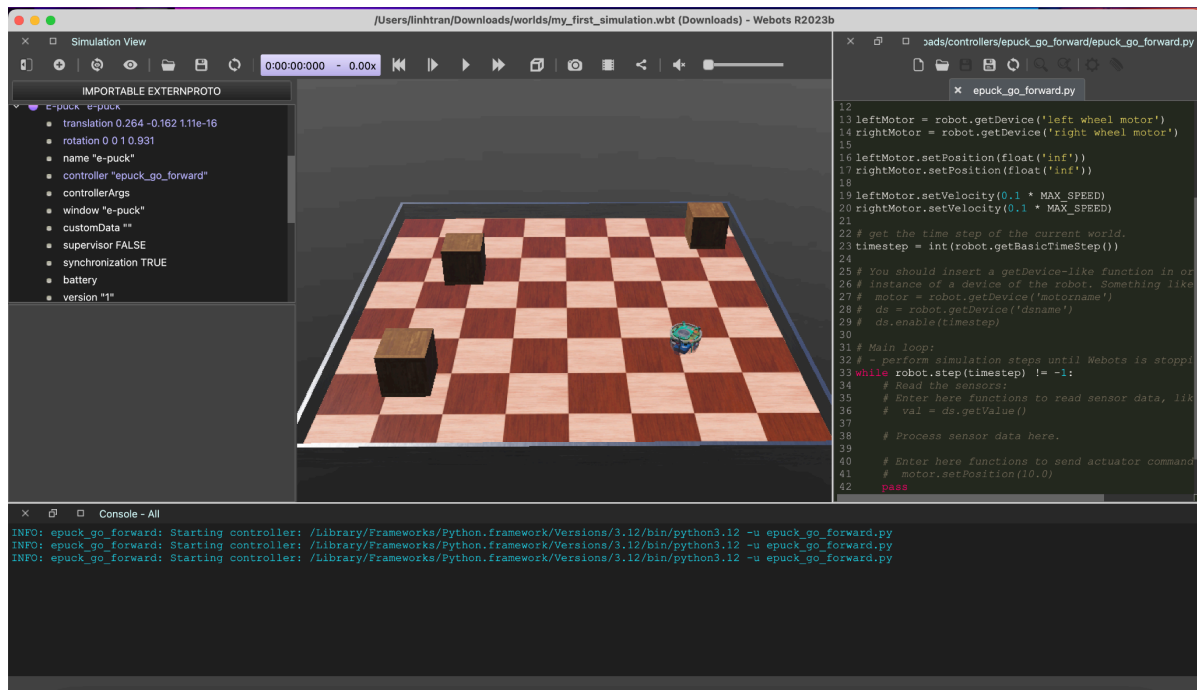 /Users/linhtran/Downloads/worlds/my_first_simulation.wbt (Downloads) - Webots R2023b
Simulation View
0:00:00:000 - 0.00x
IMPORTABLE EXTERNPROTO
E-puck "e-puck"
translation 0.264 -0.162 1.11e-16
rotation 0 0 1 0.931
name "e-puck"
controller "epuck_go_forward"
controllerArgs
window "e-puck"
customData ""
supervisor FALSE
synchronization TRUE
battery
version "1"
oads/controllers/epuck_go_forward/epuck_go_forward.py
epuck_go_forward.py
12
13 leftMotor = robot.getDevice('left wheel motor')
14 rightMotor = robot.getDevice('right wheel motor')
15
16 leftMotor.setPosition(float('inf'))
17 rightMotor.setPosition(float('inf'))
18
19 leftMotor.setVelocity(0.1 * MAX_SPEED)
20 rightMotor.setVelocity(0.1 * MAX_SPEED)
21
22 # get the time step of the current world.
23 timestep = int(robot.getBasicTimeStep())
24
25 # You should insert a getDevice-like function in or
26 # instance of a device of the robot. Something like
27 #  motor = robot.getDevice('motorname')
28 #  ds = robot.getDevice('dsname')
29 #  ds.enable(timestep)
30
31 # Main loop:
32 # - perform simulation steps until Webots is stoppi
33 while robot.step(timestep) != -1:
34     # Read the sensors:
35     # Enter here functions to read sensor data, lik
36     #  val = ds.getValue()
37
38     # Process sensor data here.
39
40     # Enter here functions to send actuator command
41     #  motor.setPosition(10.0)
42     pass
Console - All
INFO: epuck_go_forward: Starting controller: /Library/Frameworks/Python.framework/Versions/3.12/bin/python3.12 -u epuck_go_forward.py
INFO: epuck_go_forward: Starting controller: /Library/Frameworks/Python.framework/Versions/3.12/bin/python3.12 -u epuck_go_forward.py
INFO: epuck_go_forward: Starting controller: /Library/Frameworks/Python.framework/Versions/3.12/bin/python3.12 -u epuck_go_forward.py